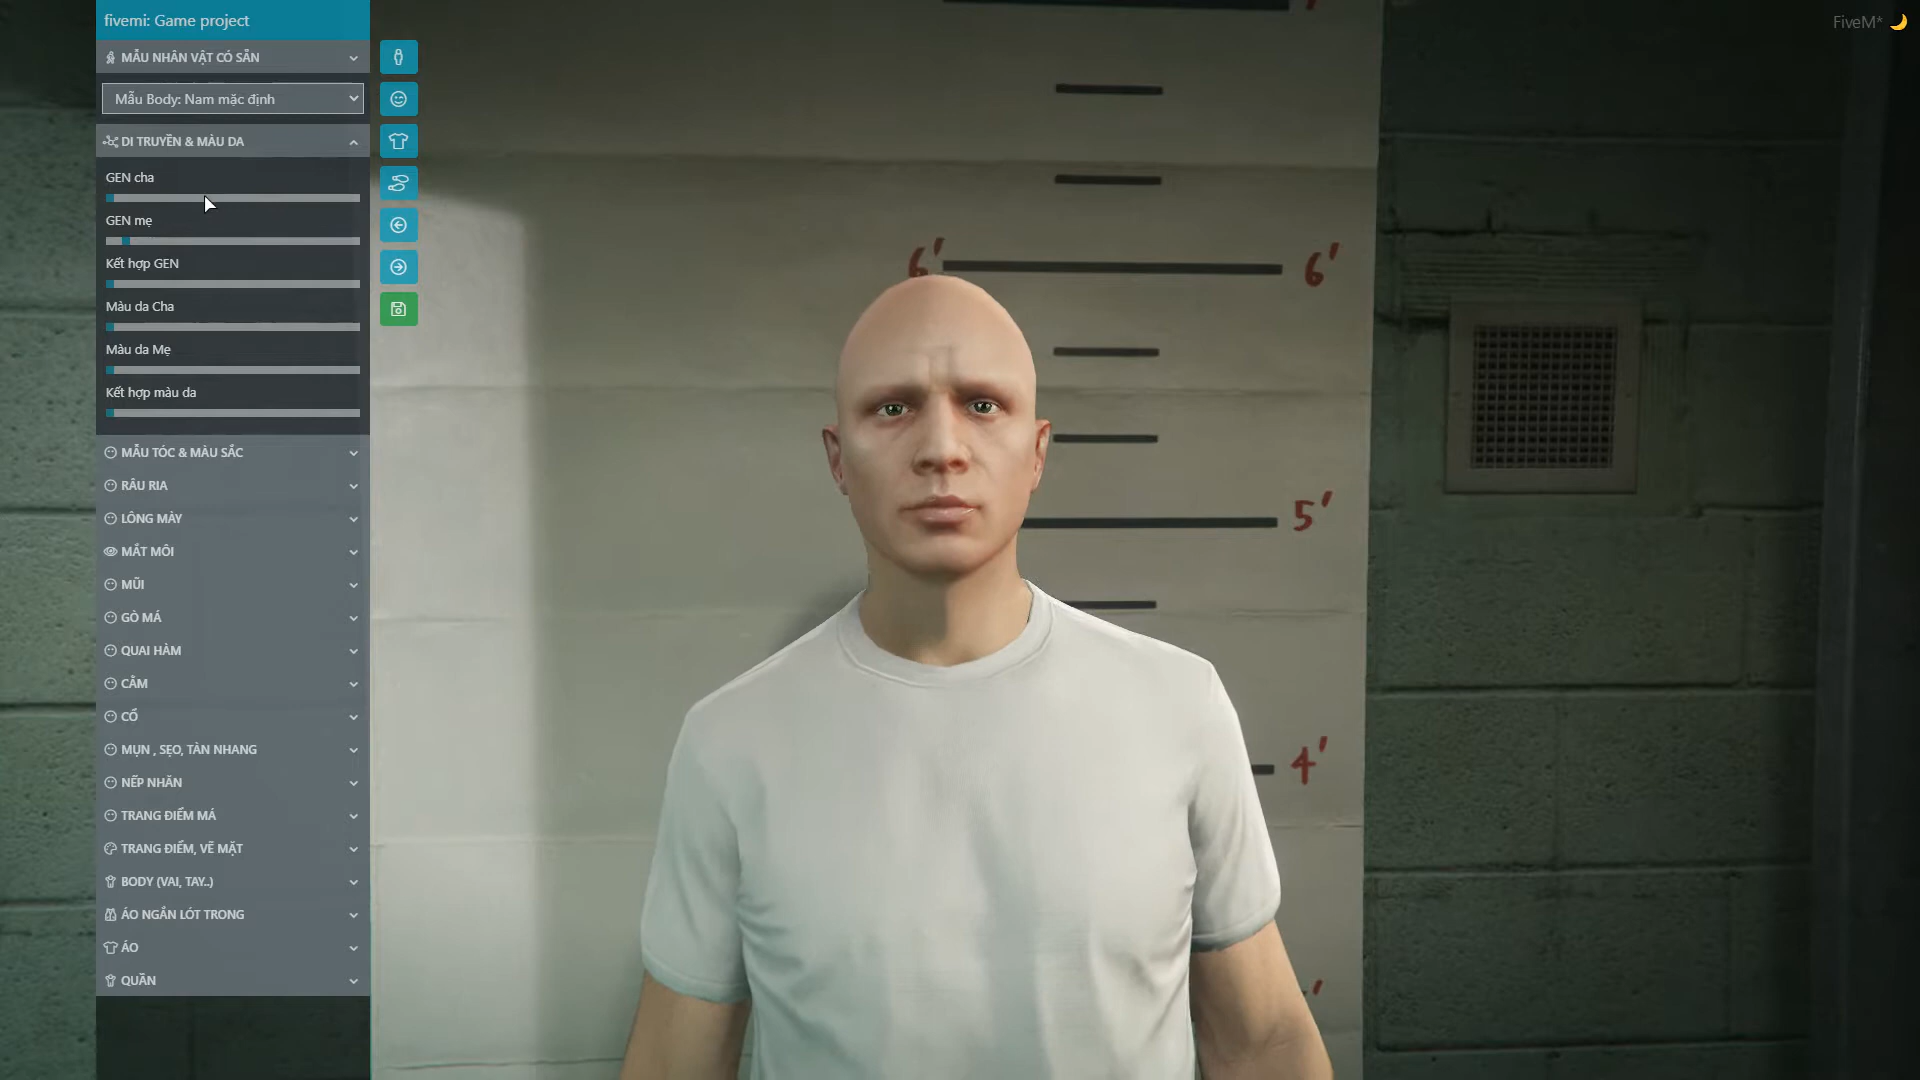 fivemi: Game project
FiveM*
MẪU NHÂN VẬT CÓ SẴN
Mẫu Body: Nam mặc định
DI TRUYỀN & MÀU DA
GEN cha
GEN mẹ
Kết hợp GEN
Màu da Cha
Màu da Mẹ
Kết hợp màu da
MẪU TÓC & MÀU SẮC
RÂU RIA
LÔNG MÀY
MẮT MÔI
MŨI
GÒ MÁ
QUAI HÀM
CẰM
CỔ
MỤN , SẸO, TÀN NHANG
NẾP NHĂN
TRANG ĐIỂM MÁ
TRANG ĐIỂM, VẼ MẶT
BODY (VAI, TAY..)
ÁO NGẮN LÓT TRONG
ÁO
QUẦN
6' 6'
5'
4'